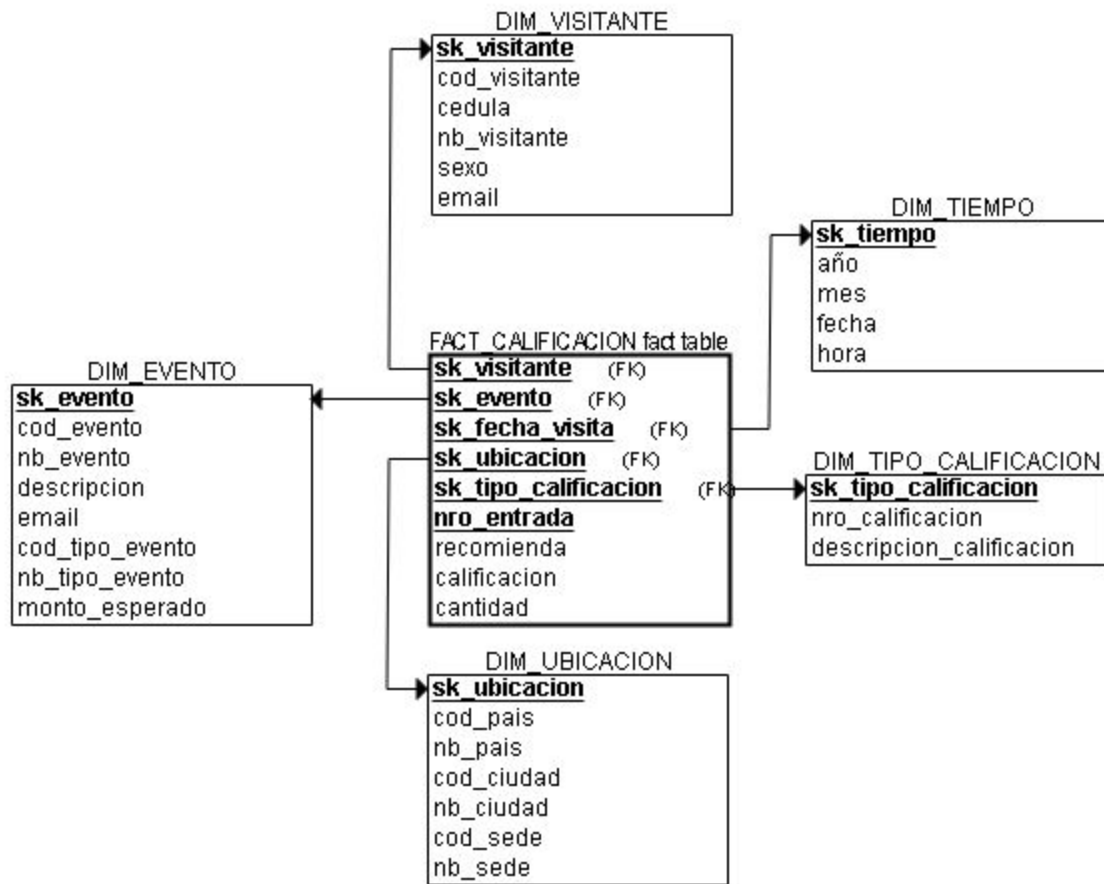 DIM_VISITANTE
sk_visitante
cod_visitante
cedula
nb_visitante
sexo
email
DIM_TIEMPO
sk_tiempo
año
mes
fecha
hora
FACT_CALIFICACION fact table
sk_visitante (FK)
sk_evento (FK)
sk_fecha_visita (FK)
sk_ubicacion (FK)
sk_tipo_calificacion (FK)
nro_entrada
recomienda
calificacion
cantidad
DIM_EVENTO
sk_evento
cod_evento
nb_evento
descripcion
email
cod_tipo_evento
nb_tipo_evento
monto_esperado
DIM_TIPO_CALIFICACION
sk_tipo_calificacion
nro_calificacion
descripcion_calificacion
DIM_UBICACION
sk_ubicacion
cod_pais
nb_pais
cod_ciudad
nb_ciudad
cod_sede
nb_sede